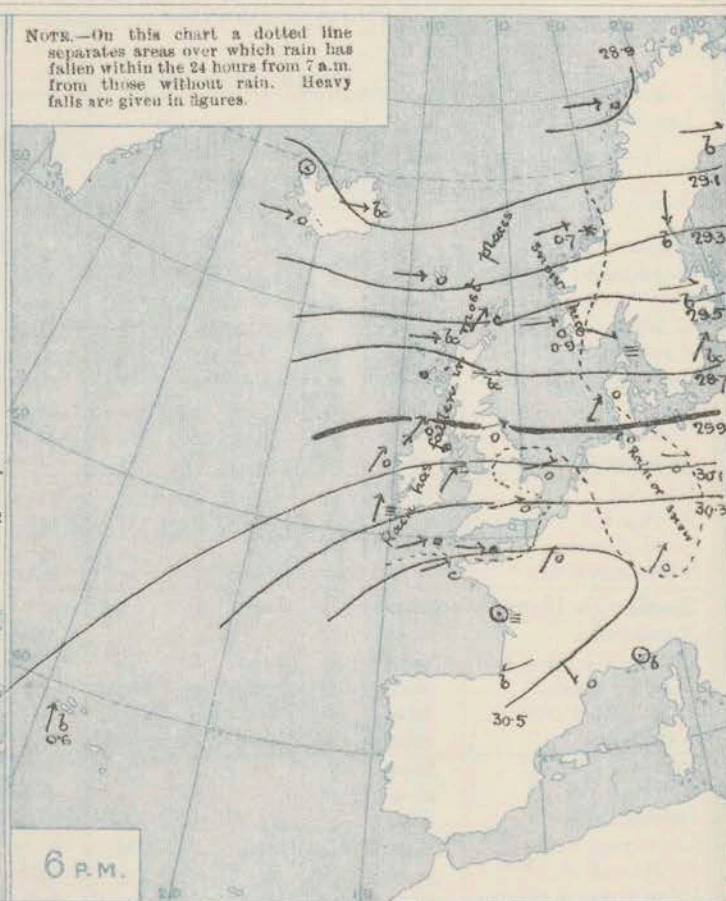 NOTE.—On this chart a dotted line
separates areas over which rain has
fallen within the 24 hours from 7 a.m.
from those without rain. Heavy
falls are given in figures.
28.9
29.1
29.3
29.5
28.7
29.9
30.1
30.3
30.5
Rain has fallen in most places
snow here
Rain or snow
0.7
0.9
0.6
6 P.M.